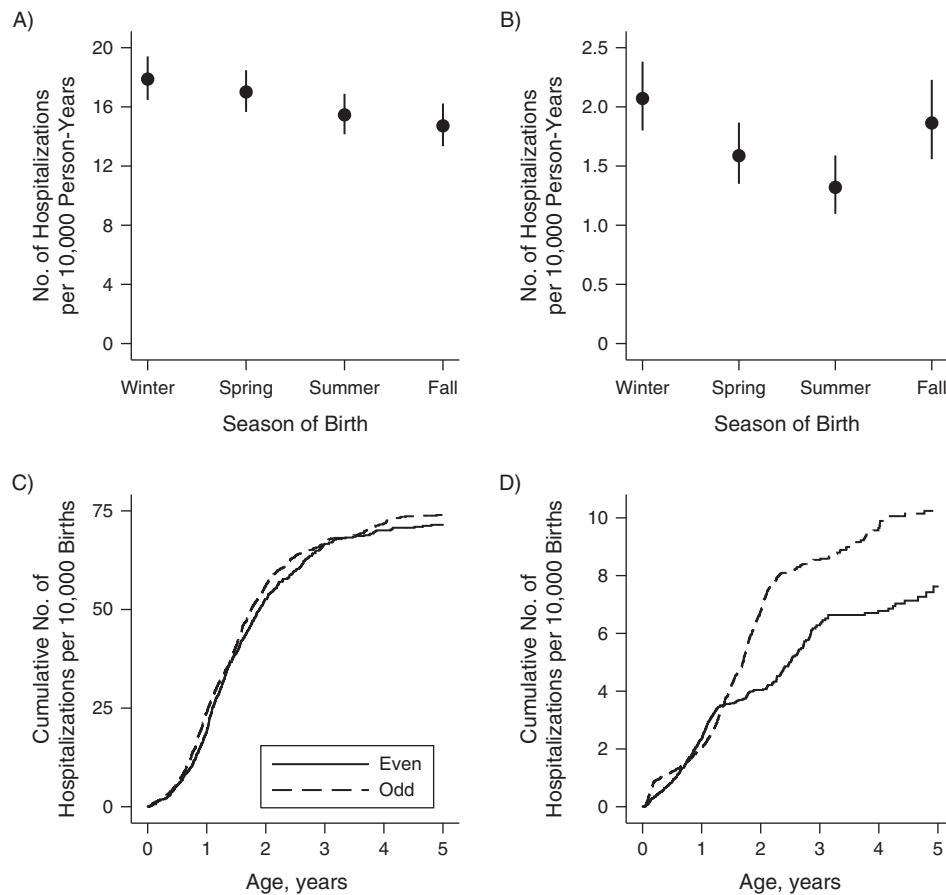 A)
No. of Hospitalizations
per 10,000 Person-Years
20
16
12
8
4
0
Winter Spring Summer Fall
Season of Birth
B)
No. of Hospitalizations
per 10,000 Person-Years
2.5
2.0
1.5
1.0
0.5
0
Winter Spring Summer Fall
Season of Birth
C)
Cumulative No. of
Hospitalizations per 10,000 Births
75
50
25
0
Even
Odd
0 1 2 3 4 5
Age, years
D)
Cumulative No. of
Hospitalizations per 10,000 Births
10
8
6
4
2
0
0 1 2 3 4 5
Age, years